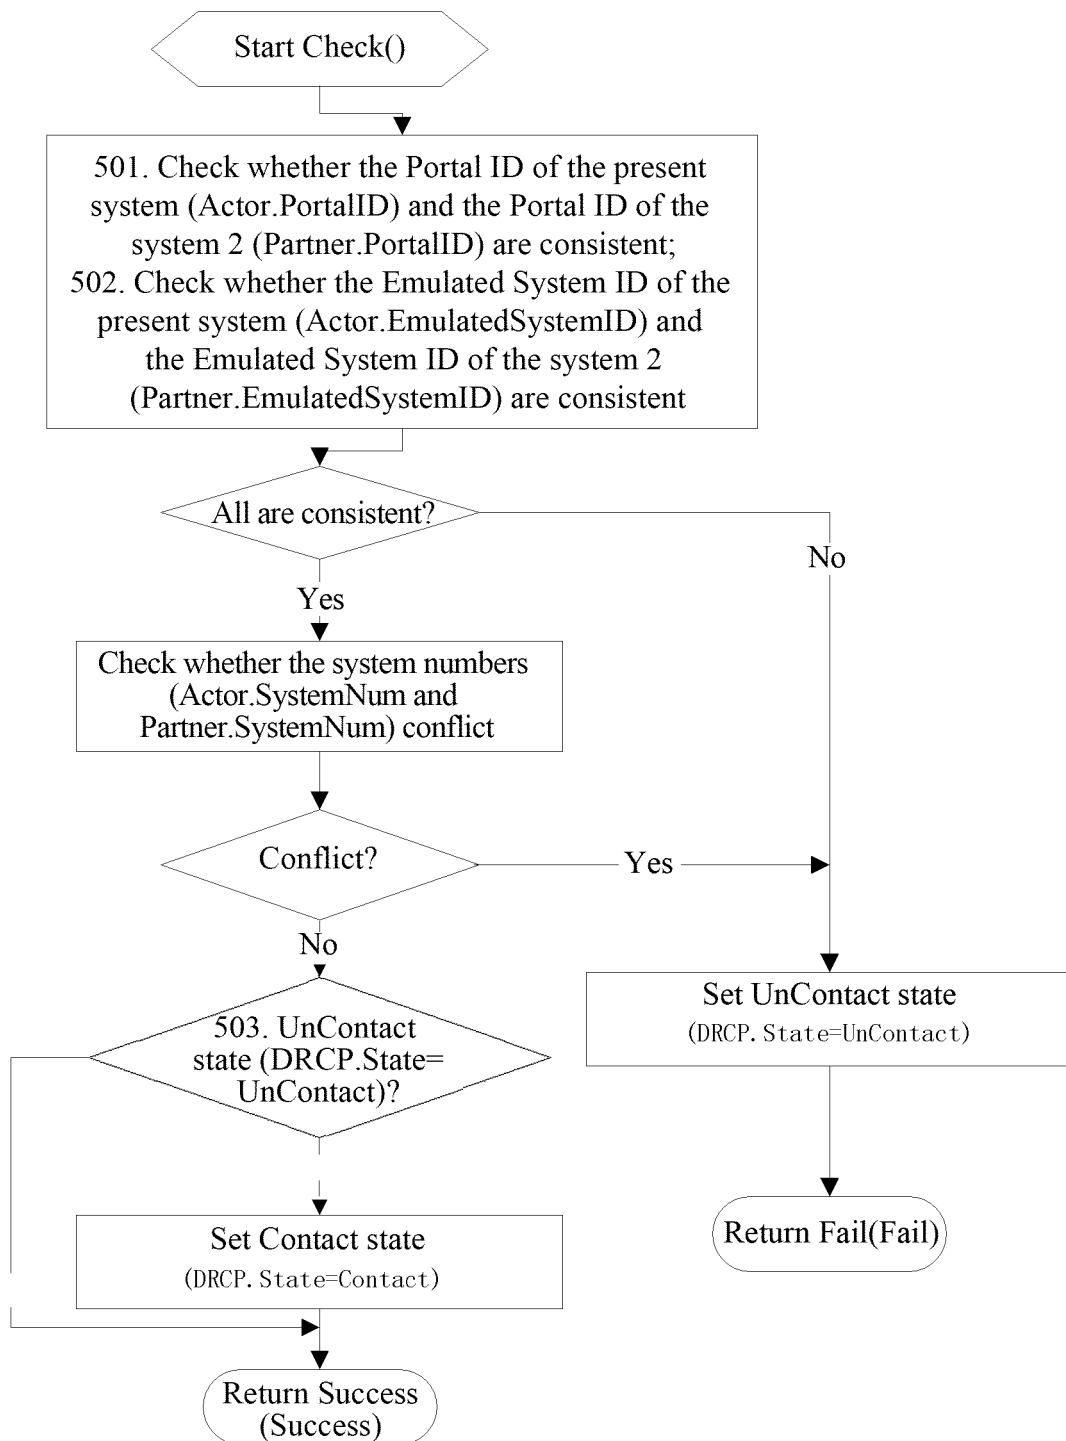 Start Check()
501. Check whether the Portal ID of the present
system (Actor.PortalID) and the Portal ID of the
system 2 (Partner.PortalID) are consistent;
502. Check whether the Emulated System ID of the
present system (Actor.EmulatedSystemID) and
the Emulated System ID of the system 2
(Partner.EmulatedSystemID) are consistent
All are consistent?
No
Yes
Check whether the system numbers
(Actor.SystemNum and
Partner.SystemNum) conflict
Conflict?
Yes
No
503. UnContact
state (DRCP.State=
UnContact)?
Set UnContact state
(DRCP. State=UnContact)
Set Contact state
(DRCP. State=Contact)
Return Fail(Fail)
Return Success
(Success)